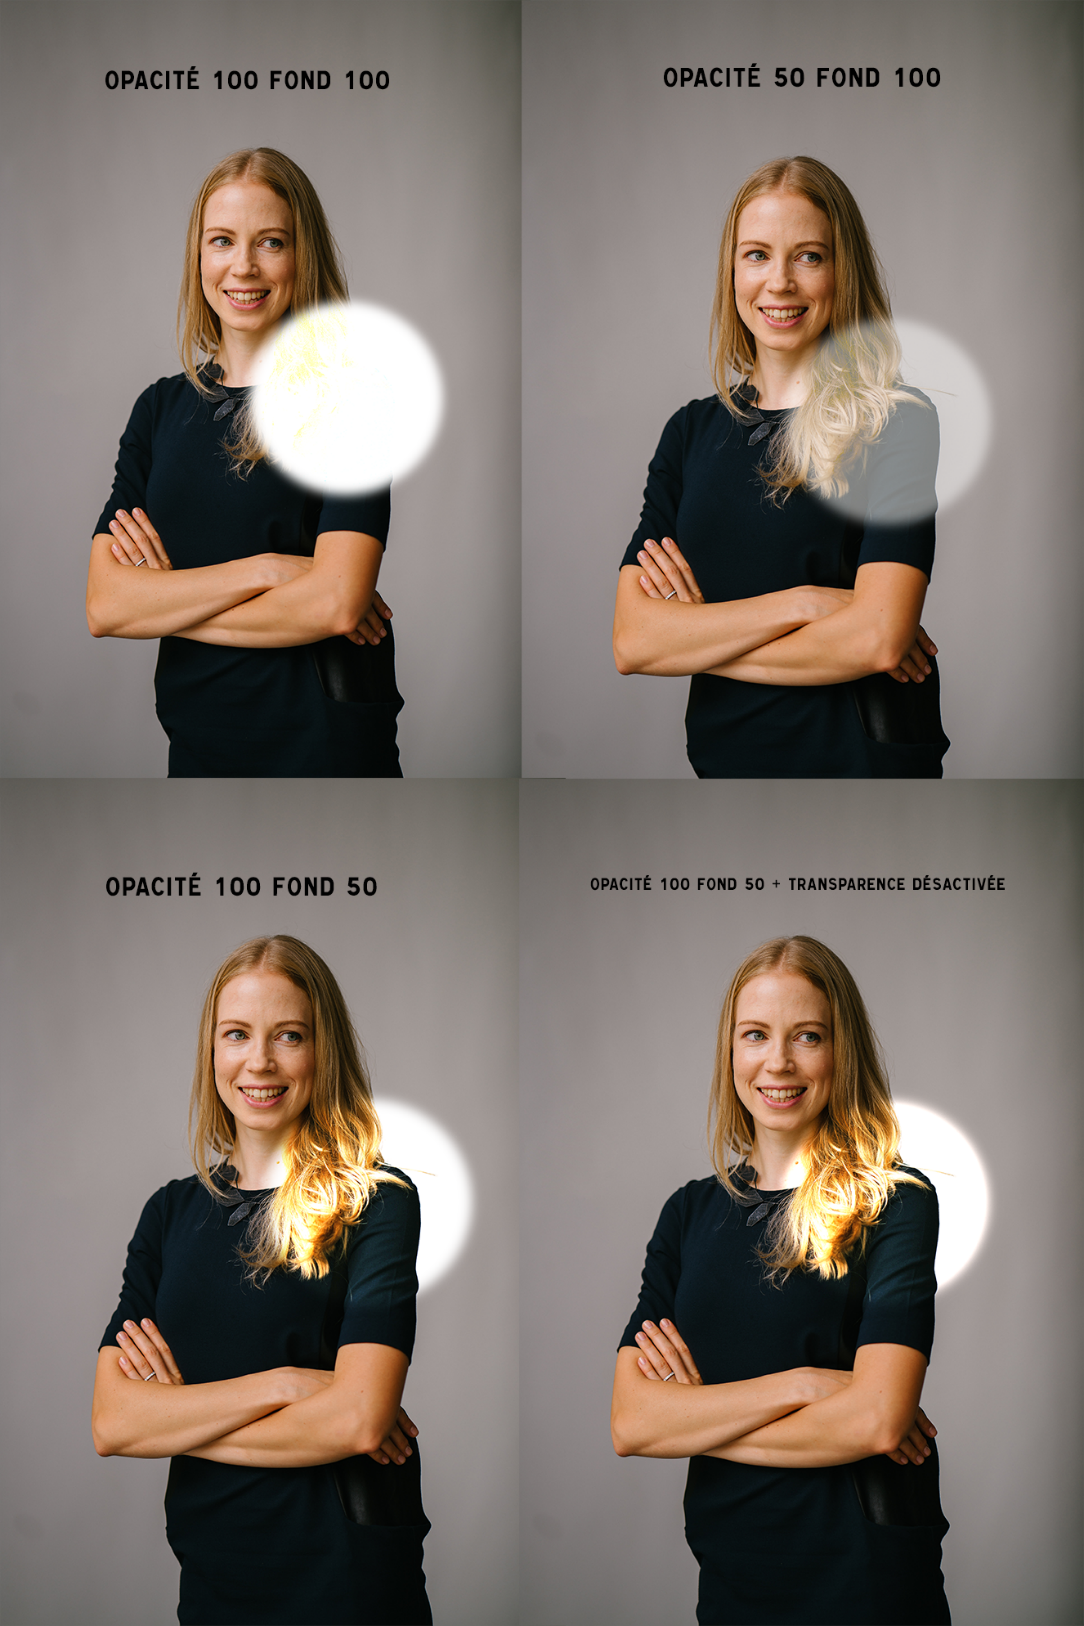 OPACITÉ 100 FOND 100
OPACITÉ 50 FOND 100
OPACITÉ 100 FOND 50
OPACITÉ 100 FOND 50 + TRANSPARENCE DÉSACTIVÉE